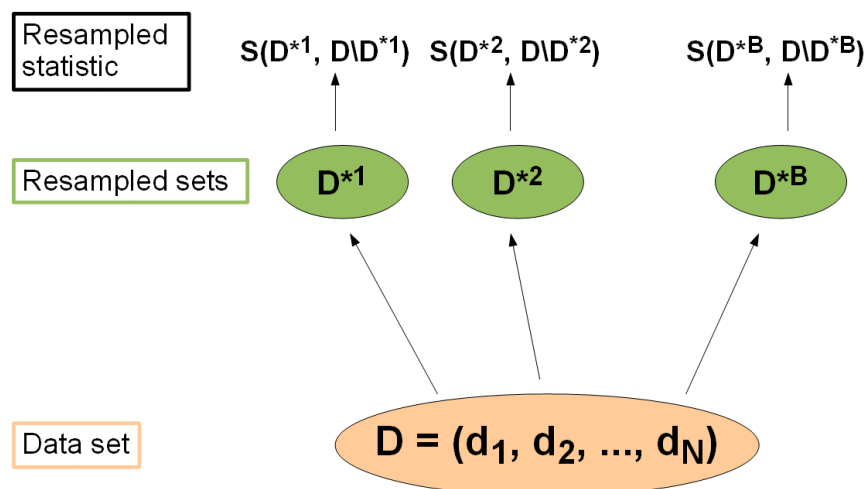 Resampled
statistic
S(D*1, D\D*1) S(D*2, D\D*2) S(D*B, D\D*B)
Resampled sets
D*1 D*2 D*B
Data set
D = (d1, d2, ..., dN)